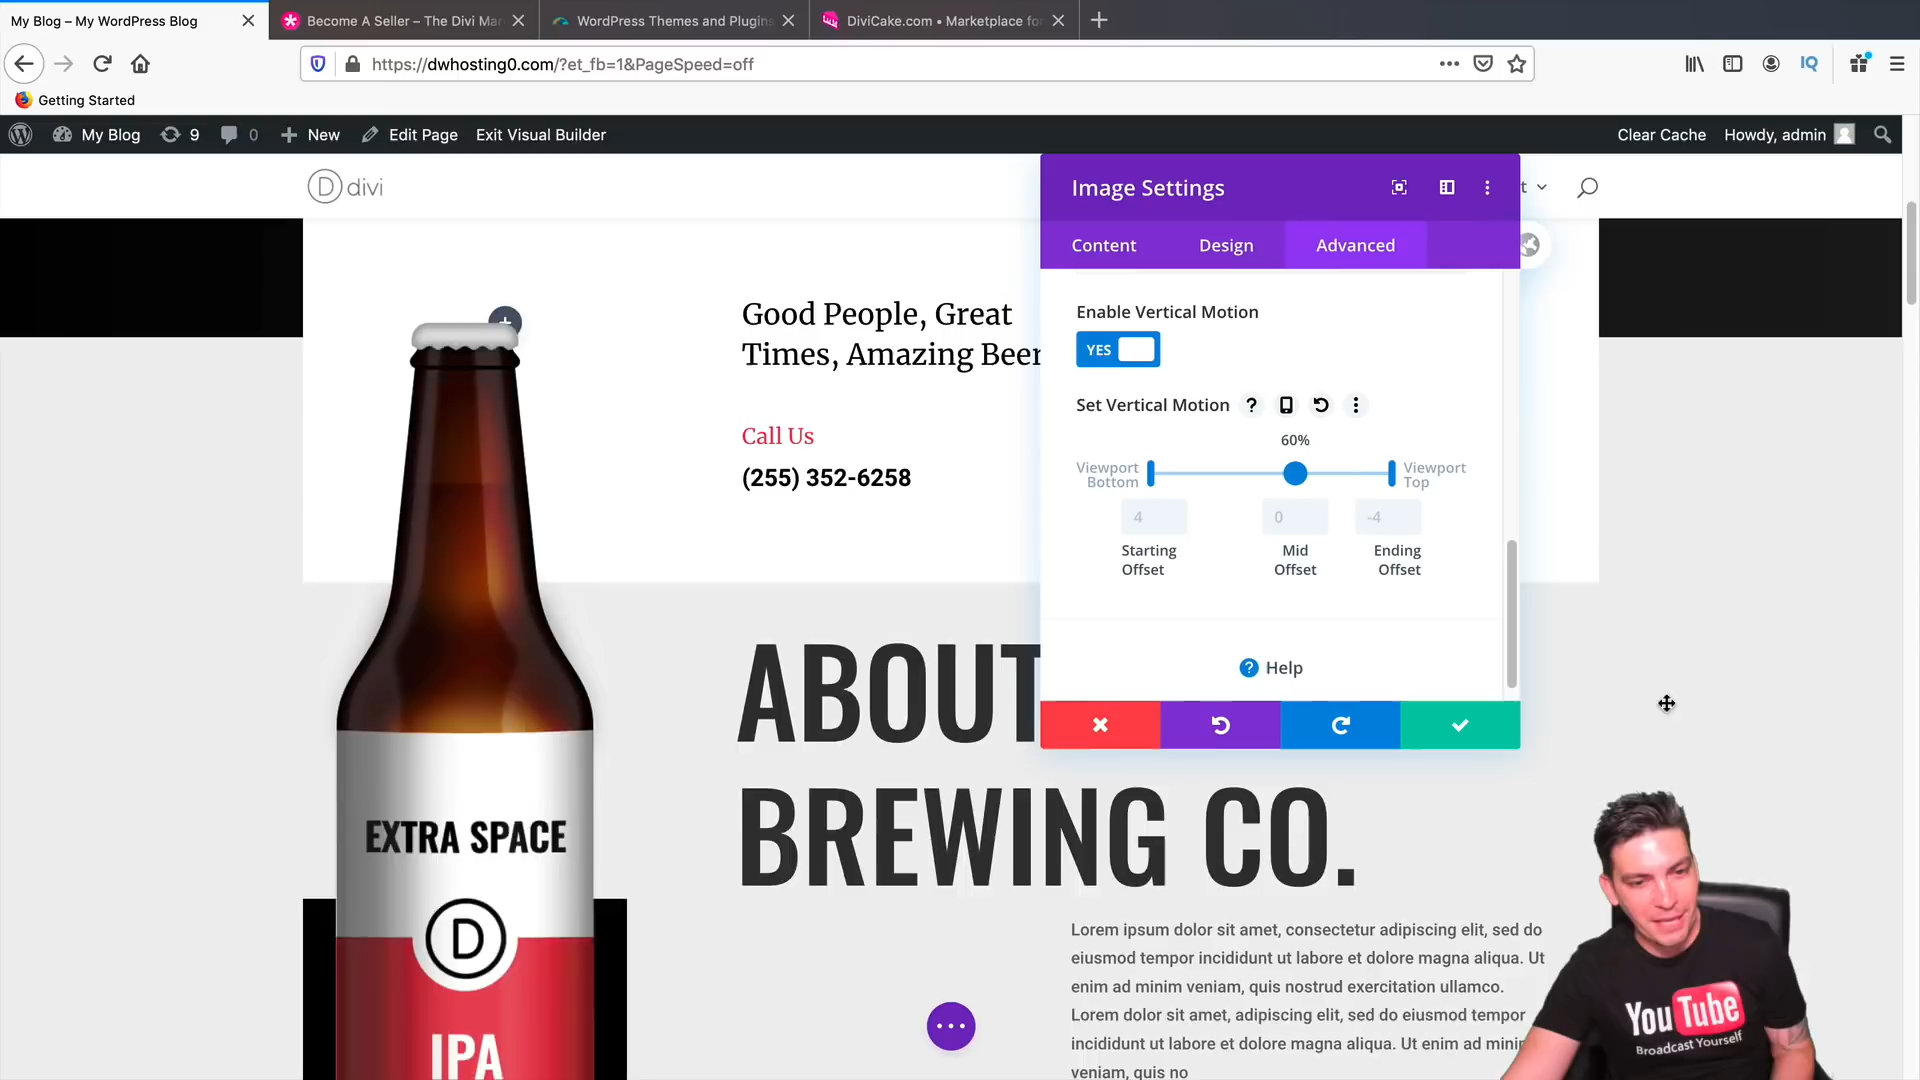 My Blog – My WordPress Blog
Become A Seller – The Divi Mar
WordPress Themes and Plugins
DiviCake.com • Marketplace for
https://dwhosting0.com/?et_fb=1&PageSpeed=off
IQ
Getting Started
My Blog 9 0 New Edit Page Exit Visual Builder Clear Cache Howdy, admin
D divi
t
Image Settings
Content Design Advanced
Enable Vertical Motion
YES
Set Vertical Motion ?
60%
Viewport Bottom
Viewport Top
4 0 -4
Starting Offset
Mid Offset
Ending Offset
? Help
Good People, Great
Times, Amazing Beer
Call Us
(255) 352-6258
ABOUT
BREWING CO.
Lorem ipsum dolor sit amet, consectetur adipiscing elit, sed do
eiusmod tempor incididunt ut labore et dolore magna aliqua. Ut
enim ad minim veniam, quis nostrud exercitation ullamco.
Lorem dolor sit amet, adipiscing elit, sed do eiusmod tempor
incididunt ut labore et dolore magna aliqua. Ut enim ad minim
veniam, quis no
EXTRA SPACE
D
IPA
YouTube
Broadcast Yourself